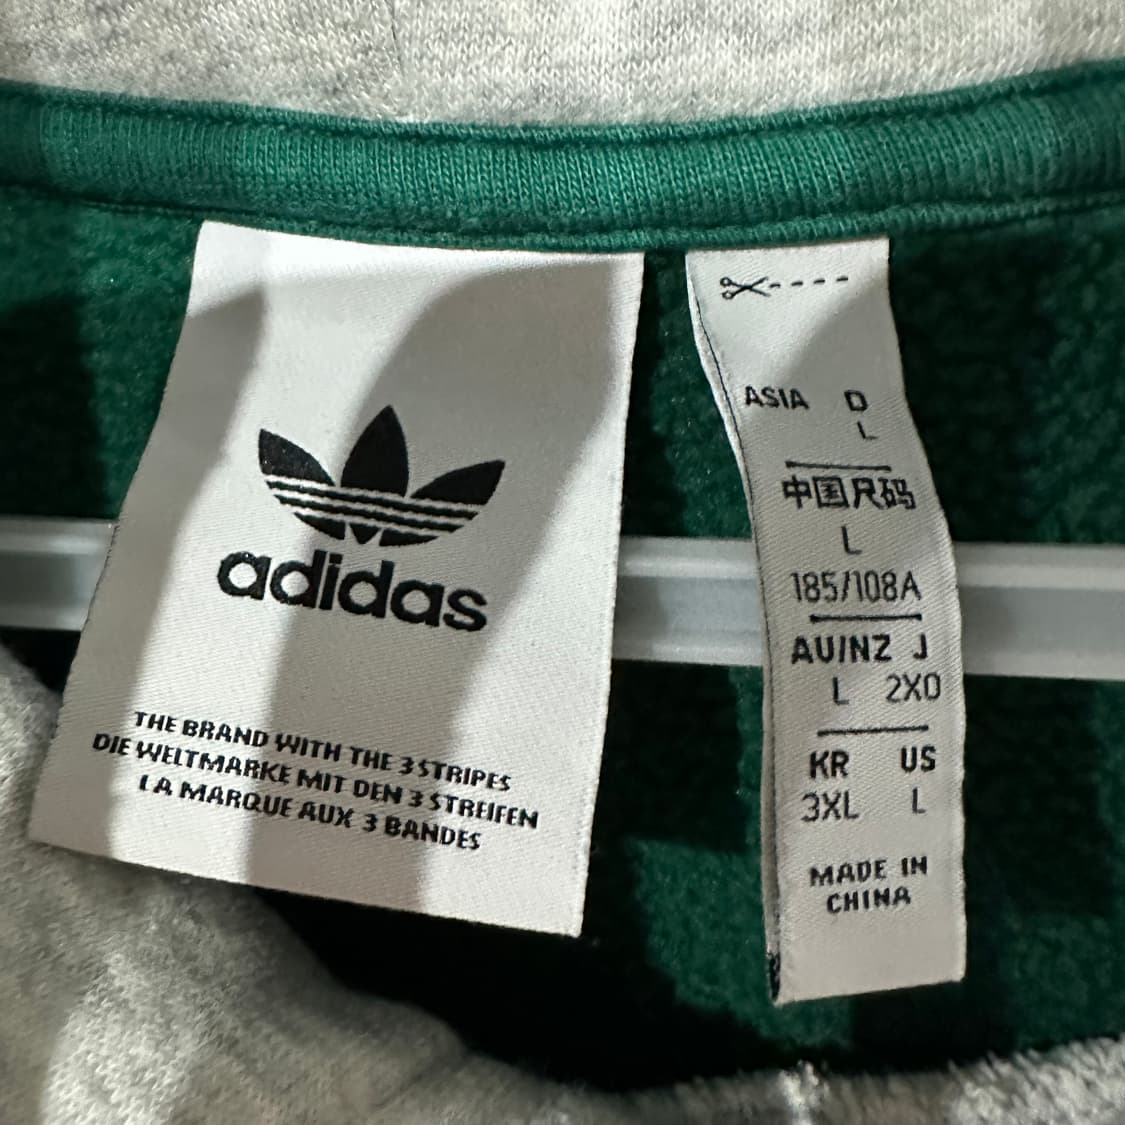 adidas
THE BRAND WITH THE 3 STRIPES
DIE WELTMARKE MIT DEN 3 STREIFEN
LA MARQUE AUX 3 BANDES
ASIA D
L
中国尺码
L
185/108A
AU/NZ J
L 2XO
KR US
3XL L
MADE IN
CHINA